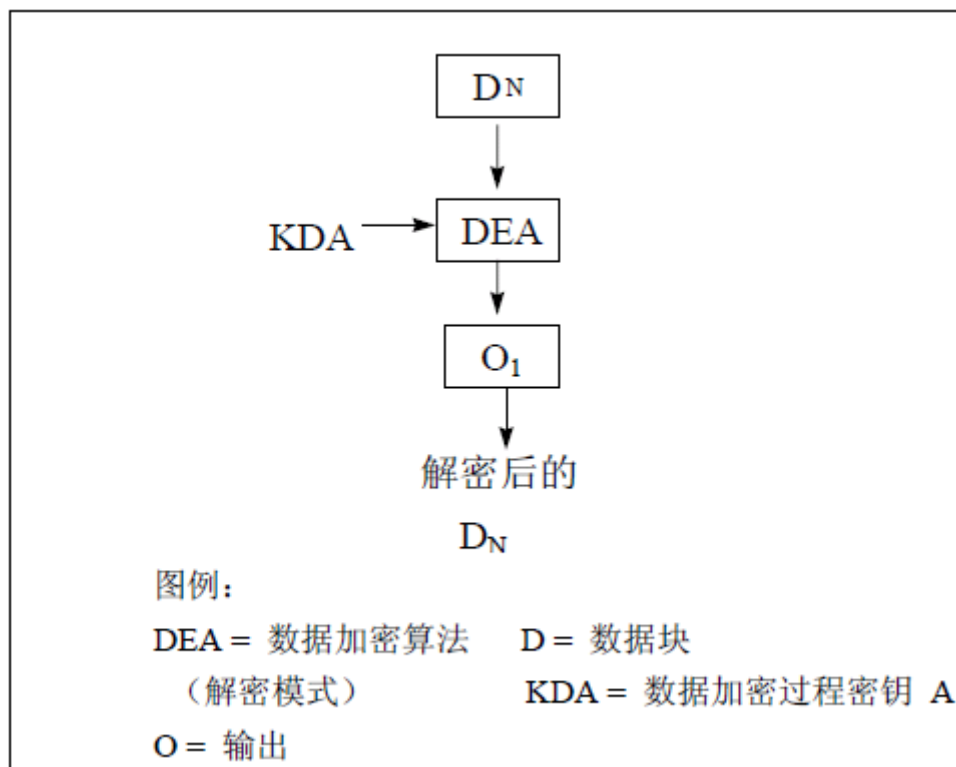 DN
KDA DEA
O1
解密后的
DN
图例：
DEA = 数据加密算法 D = 数据块
（解密模式） KDA = 数据加密过程密钥 A
O = 输出